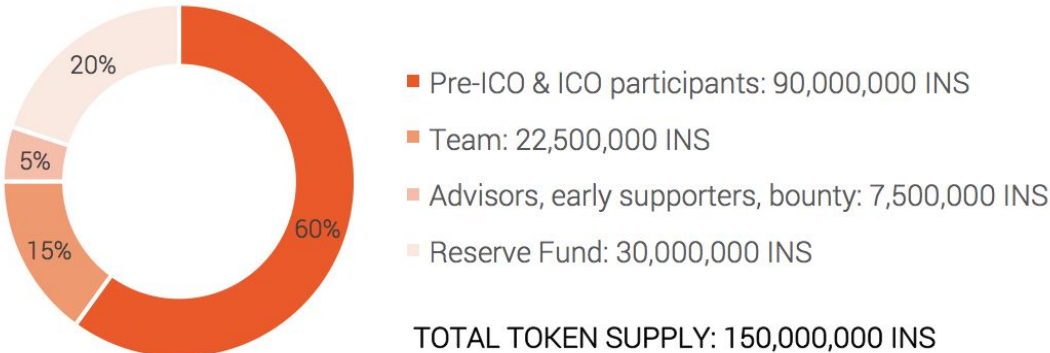 20%
5%
15%
60%
Pre-ICO & ICO participants: 90,000,000 INS
Team: 22,500,000 INS
Advisors, early supporters, bounty: 7,500,000 INS
Reserve Fund: 30,000,000 INS
TOTAL TOKEN SUPPLY: 150,000,000 INS